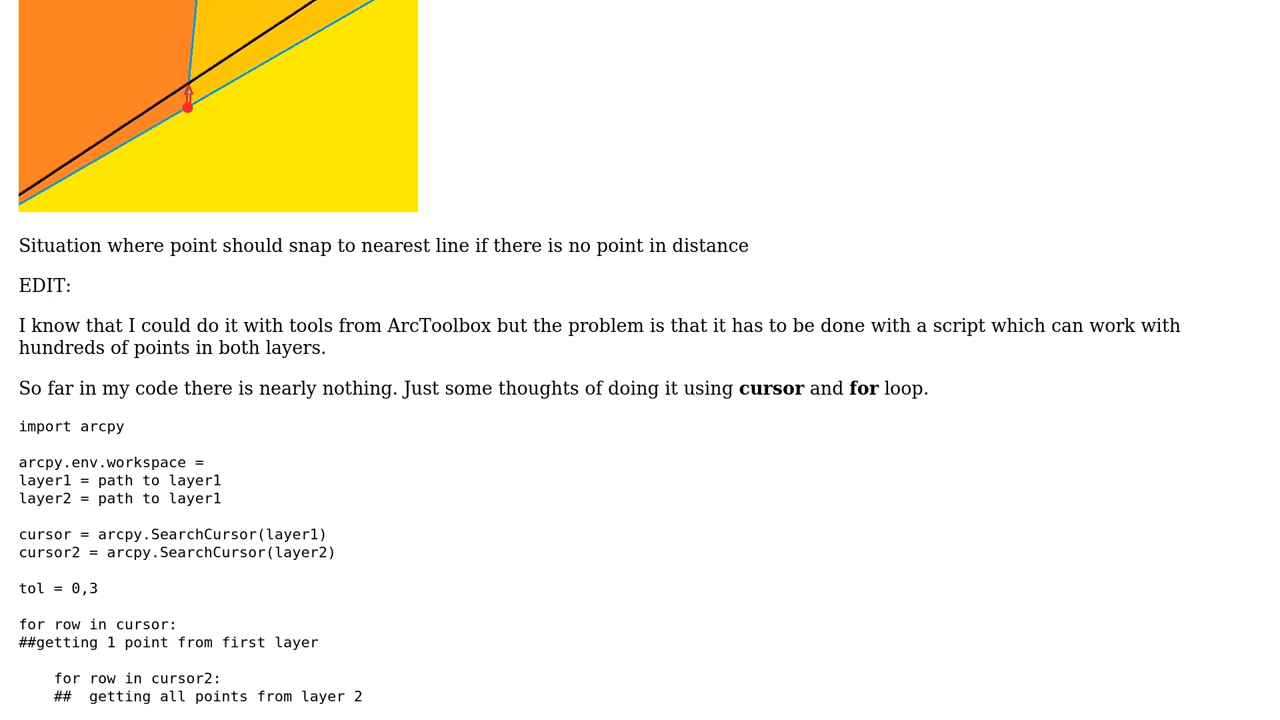 Situation where point should snap to nearest line if there is no point in distance
EDIT:
I know that I could do it with tools from ArcToolbox but the problem is that it has to be done with a script which can work with
hundreds of points in both layers.
So far in my code there is nearly nothing. Just some thoughts of doing it using cursor and for loop.
import arcpy
arcpy.env.workspace =
layer1 = path to layer1
layer2 = path to layer1
cursor = arcpy.SearchCursor(layer1)
cursor2 = arcpy.SearchCursor(layer2)
tol = 0,3
for row in cursor:
##getting 1 point from first layer
    for row in cursor2:
    ##  getting all points from layer 2